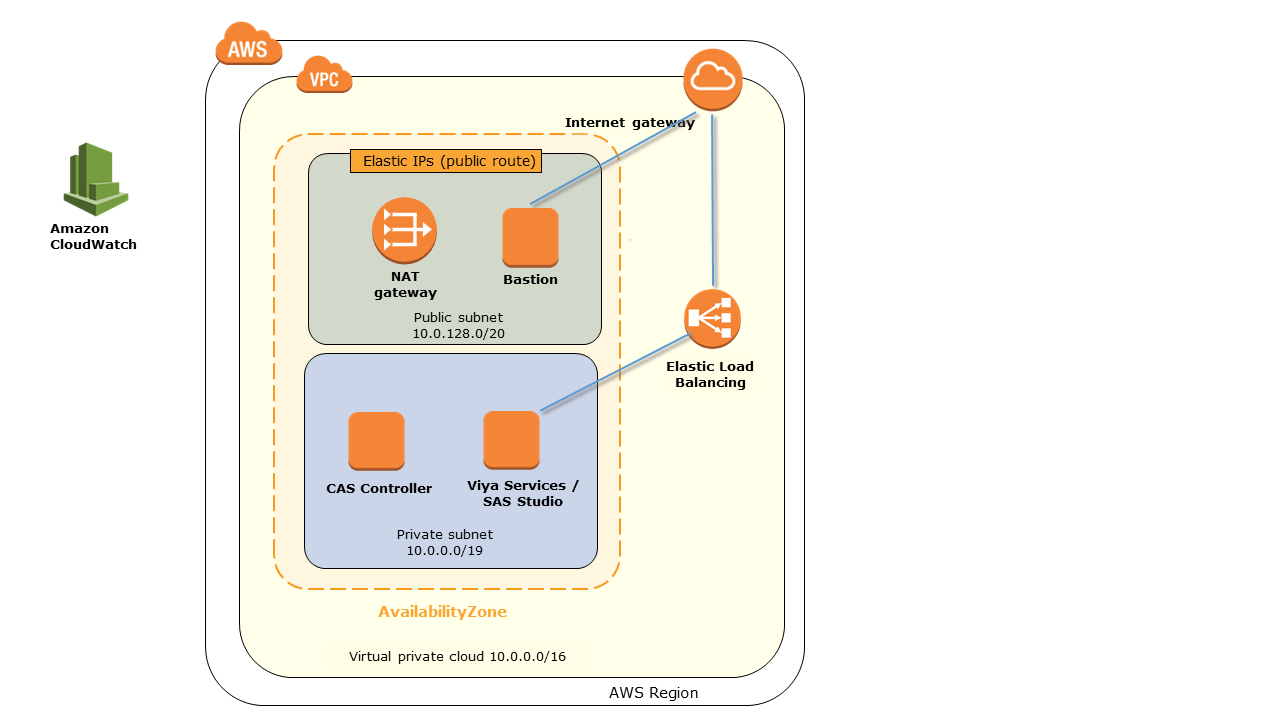 AWS
VPC
Internet gateway
Elastic IPs (public route)
Amazon
CloudWatch
NAT
gateway
Bastion
Public subnet
10.0.128.0/20
Elastic Load
Balancing
CAS Controller
Viya Services /
SAS Studio
Private subnet
10.0.0.0/19
AvailabilityZone
Virtual private cloud 10.0.0.0/16
AWS Region